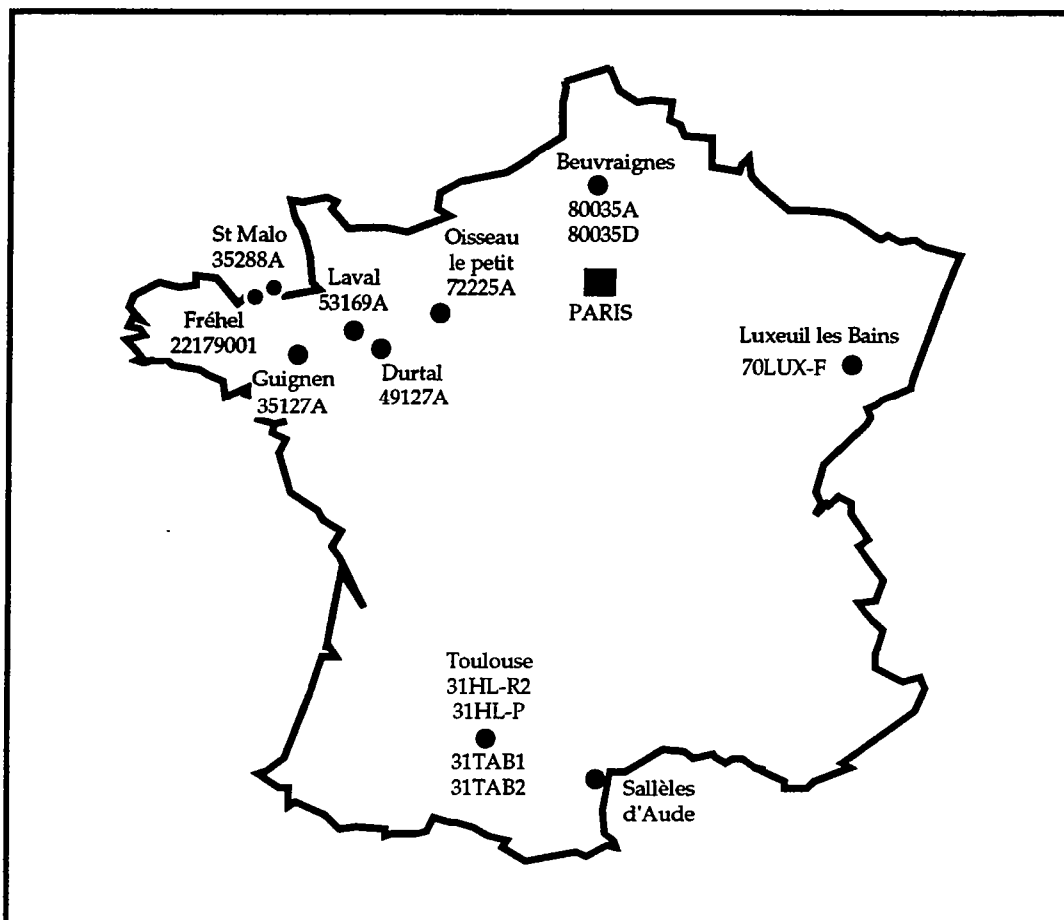 Beuvraignes
80035A
80035D
St Malo
35288A
Oisseau
le petit
72225A
Laval
53169A
PARIS
Fréhel
22179001
Luxeuil les Bains
70LUX-F
Guignen
35127A
Durtal
49127A
Toulouse
31HL-R2
31HL-P
31TAB1
31TAB2
Sallèles
d'Aude